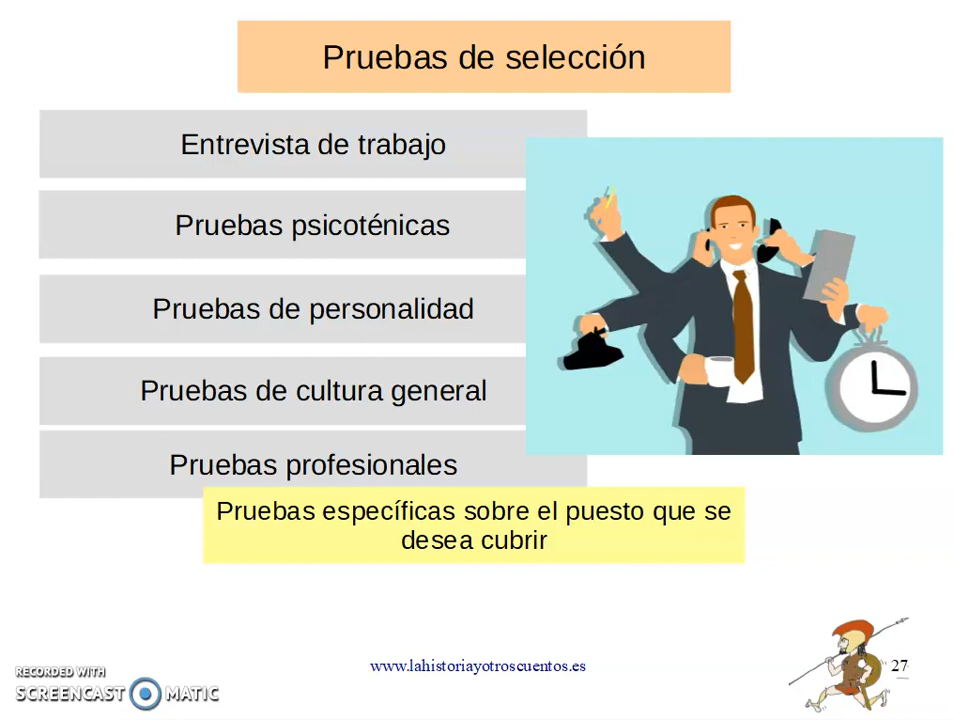 Pruebas de selección
Entrevista de trabajo
Pruebas psicoténicas
Pruebas de personalidad
Pruebas de cultura general
Pruebas profesionales
Pruebas específicas sobre el puesto que se
desea cubrir
www.lahistoriayotroscuentos.es
27
RECORDED WITH
SCREENCAST MATIC